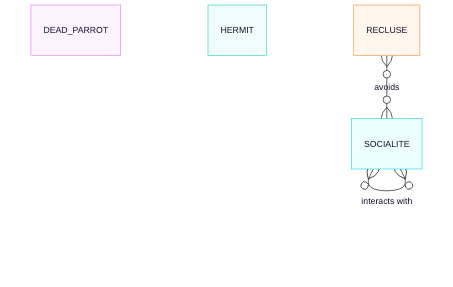 DEAD_PARROT
HERMIT
RECLUSE
avoids
SOCIALITE
interacts with